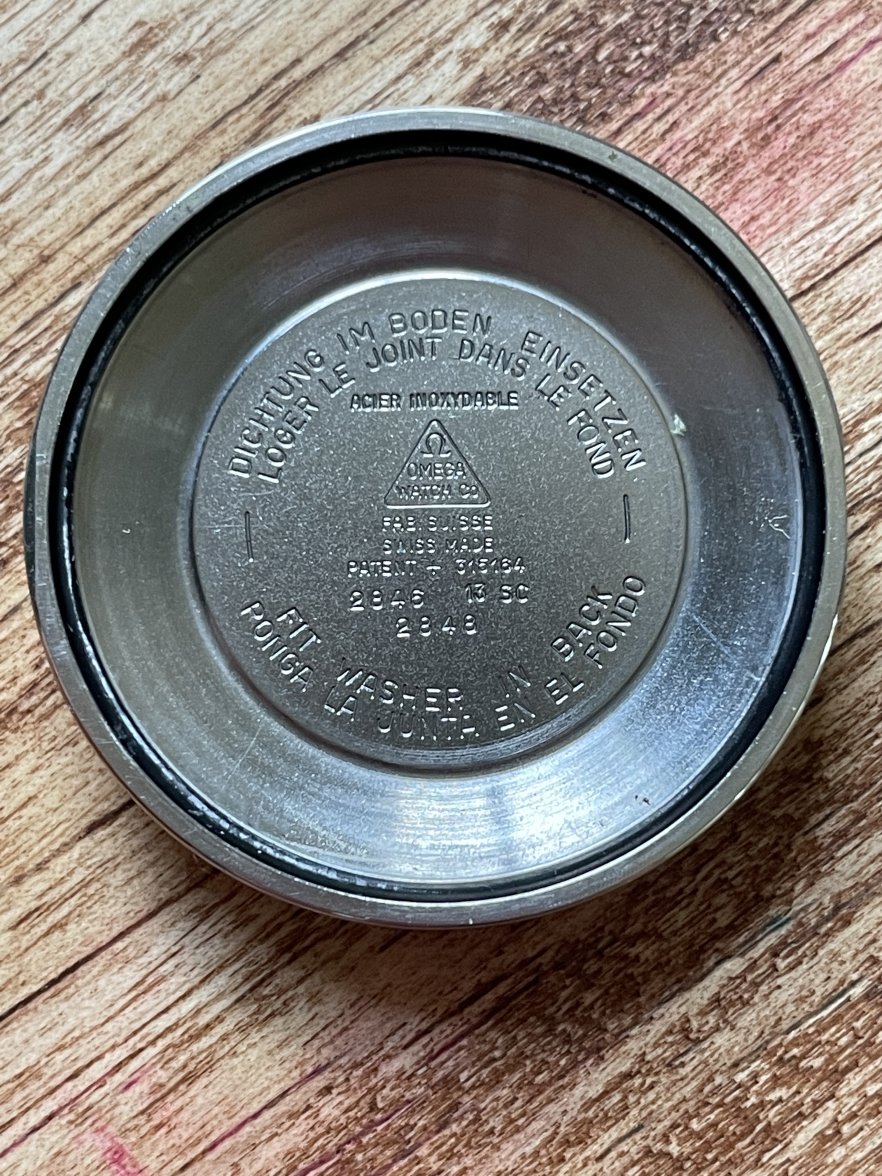 DICHTUNG IM BODEN EINSETZEN
LOGER LE JOINT DANS LE FOND
ACIER INOXYDABLE
Ω
OMEGA
WATCH Co
FAB. SUISSE
SWISS MADE
PATENT + 315164
2846 13 SC
2848
FIT WASHER IN BACK
PONGA LA JUNTA EN EL FONDO